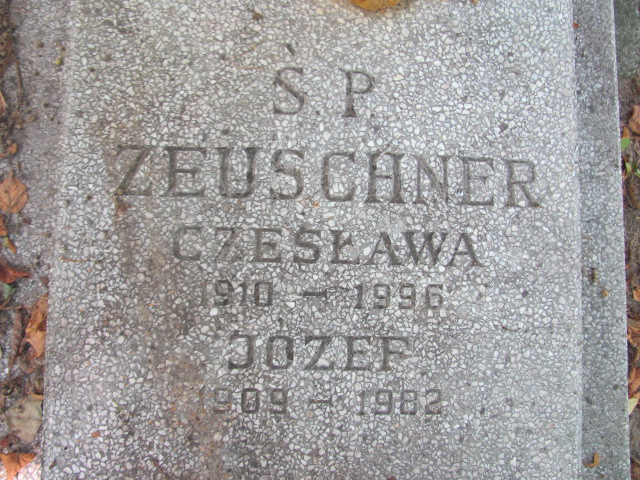 Ś. P.
ZEUSCHNER
CZESŁAWA
1910 - 1996
JÓZEF
1909 - 1982